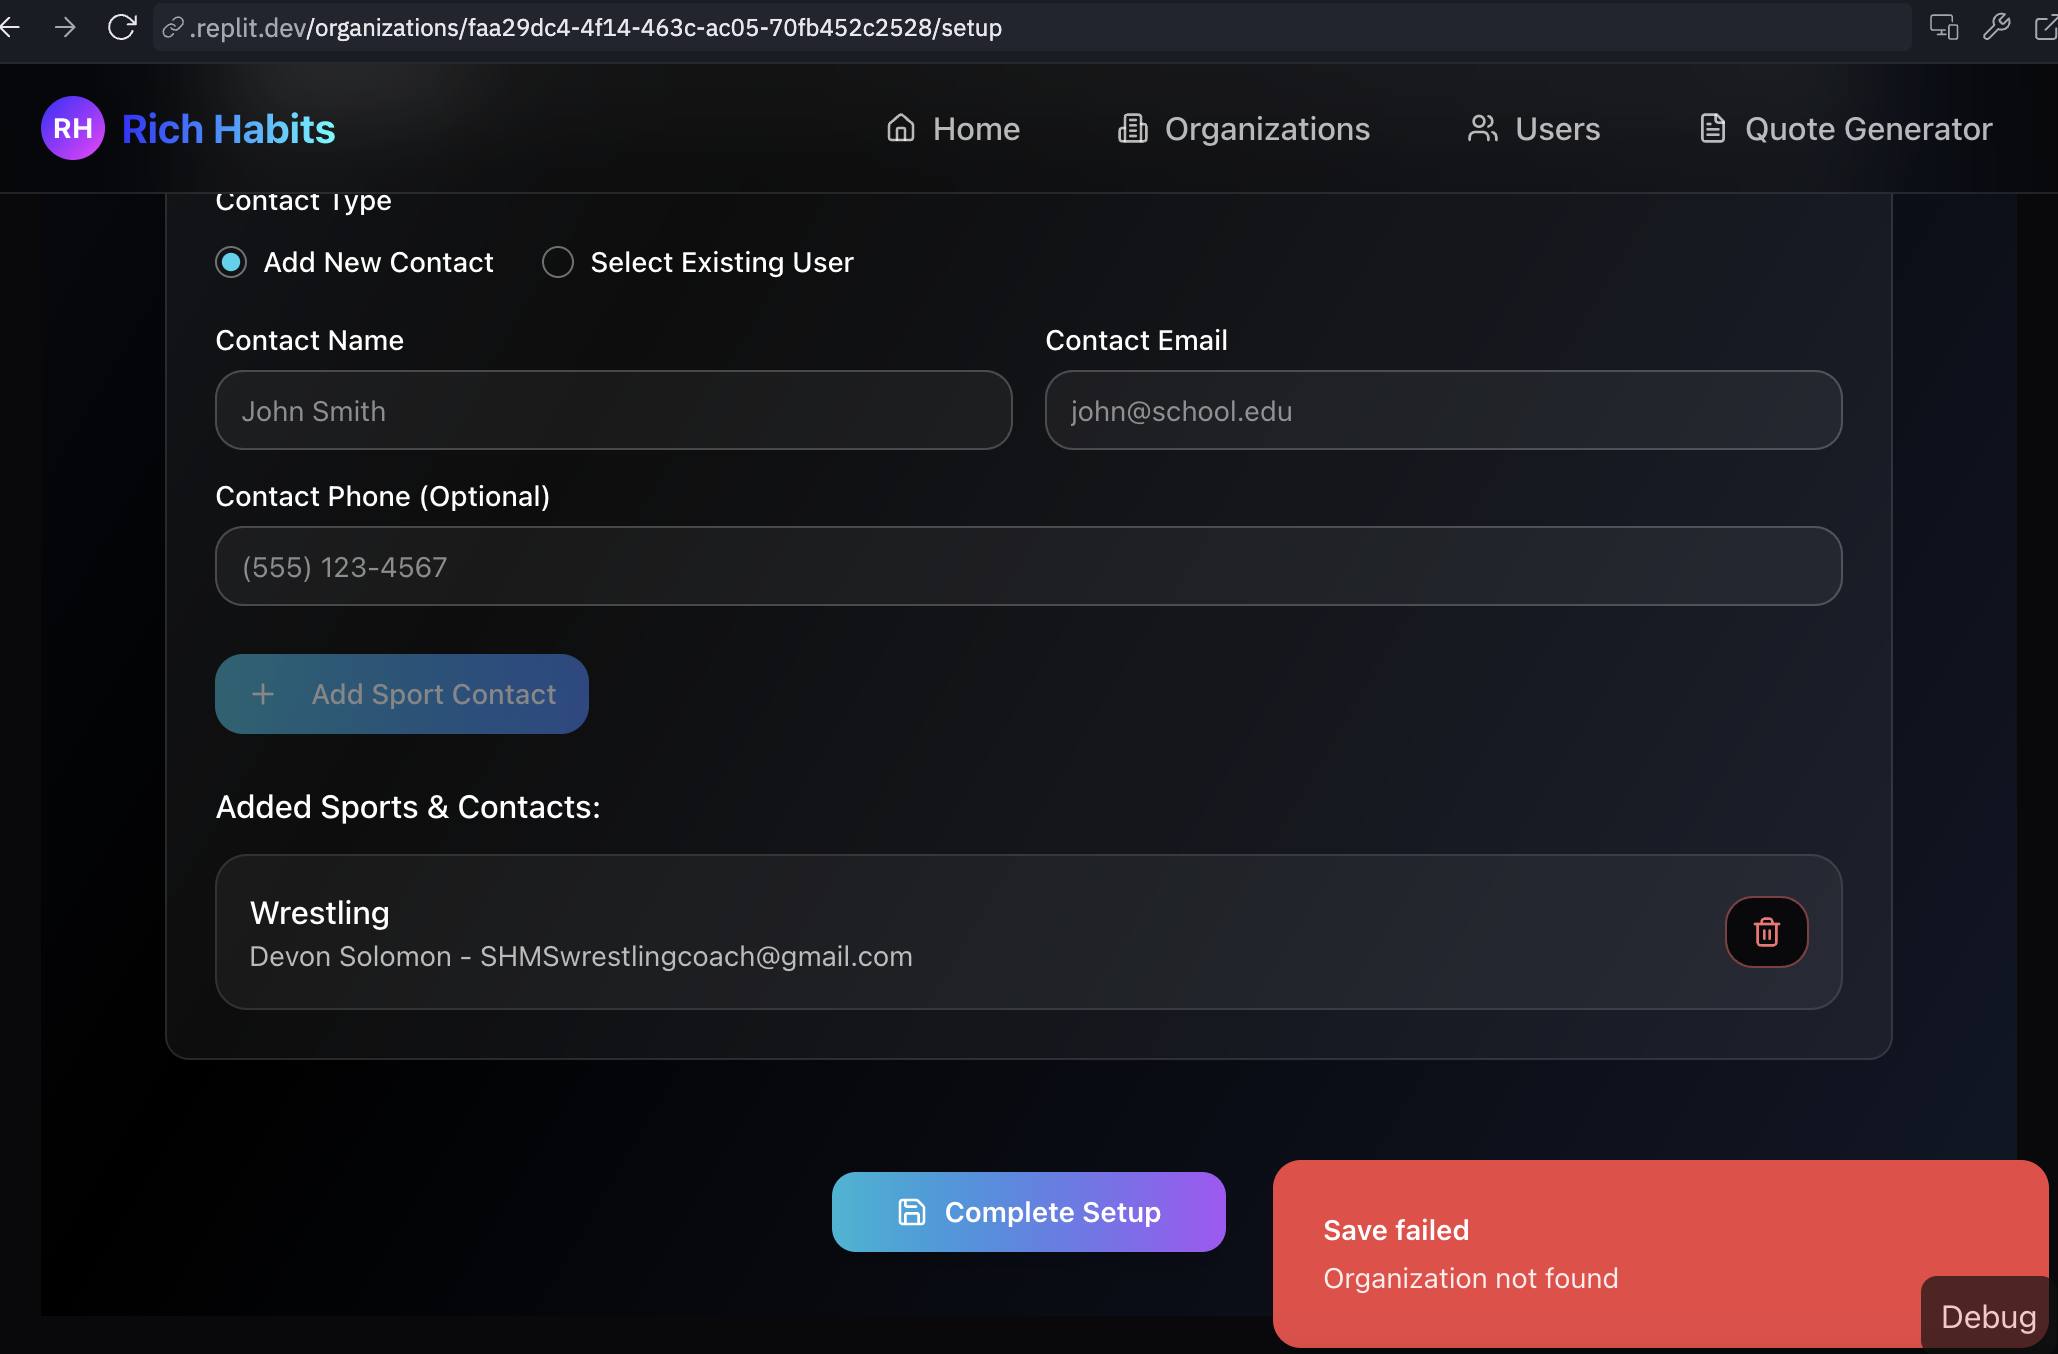 .replit.dev/organizations/faa29dc4-4f14-463c-ac05-70fb452c2528/setup
RH Rich Habits Home Organizations Users Quote Generator
Contact Type
Add New Contact Select Existing User
Contact Name Contact Email
John Smith john@school.edu
Contact Phone (Optional)
(555) 123-4567
+ Add Sport Contact
Added Sports & Contacts:
Wrestling
Devon Solomon - SHMSwrestlingcoach@gmail.com
Complete Setup
Save failed
Organization not found
Debug